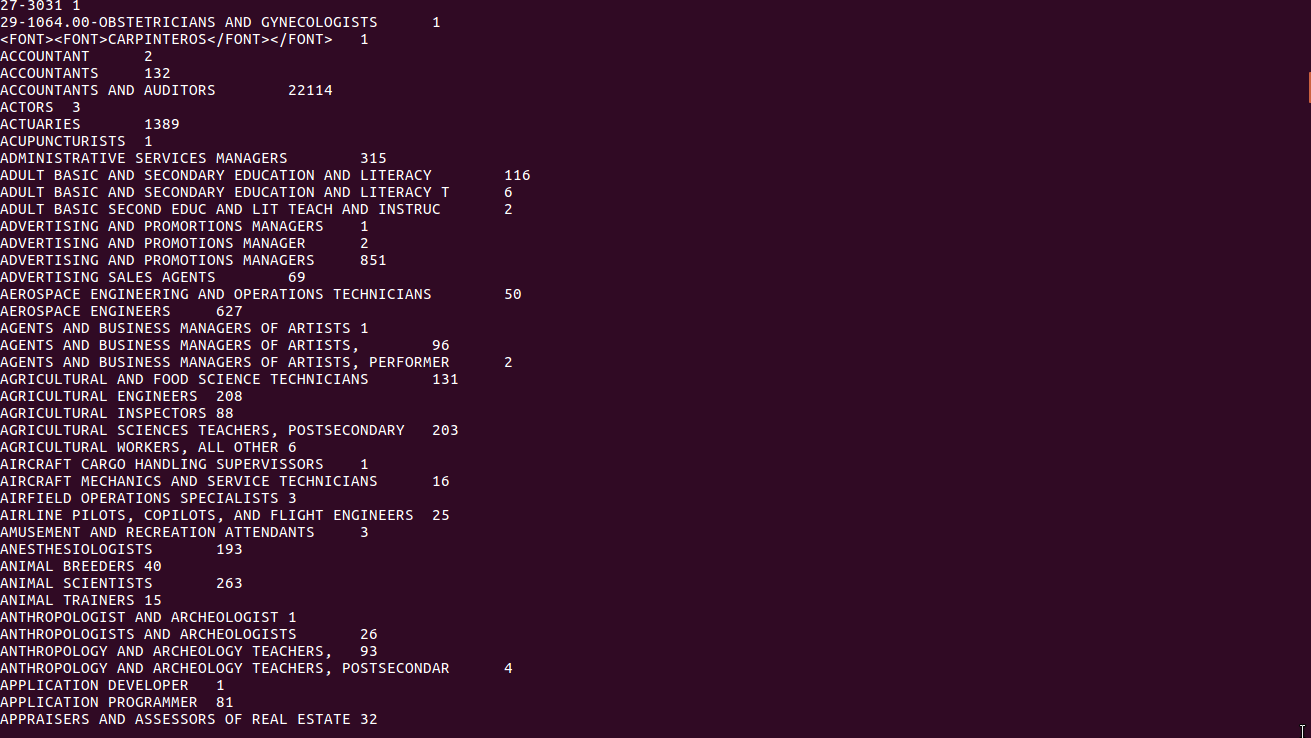 27-3031 1
29-1064.00-OBSTETRICIANS AND GYNECOLOGISTS 1
<FONT><FONT>CARPINTEROS</FONT></FONT> 1
ACCOUNTANT 2
ACCOUNTANTS 132
ACCOUNTANTS AND AUDITORS 22114
ACTORS 3
ACTUARIES 1389
ACUPUNCTURISTS 1
ADMINISTRATIVE SERVICES MANAGERS 315
ADULT BASIC AND SECONDARY EDUCATION AND LITERACY 116
ADULT BASIC AND SECONDARY EDUCATION AND LITERACY T 6
ADULT BASIC SECOND EDUC AND LIT TEACH AND INSTRUC 2
ADVERTISING AND PROMORTIONS MANAGERS 1
ADVERTISING AND PROMOTIONS MANAGER 2
ADVERTISING AND PROMOTIONS MANAGERS 851
ADVERTISING SALES AGENTS 69
AEROSPACE ENGINEERING AND OPERATIONS TECHNICIANS 50
AEROSPACE ENGINEERS 627
AGENTS AND BUSINESS MANAGERS OF ARTISTS 1
AGENTS AND BUSINESS MANAGERS OF ARTISTS, 96
AGENTS AND BUSINESS MANAGERS OF ARTISTS, PERFORMER 2
AGRICULTURAL AND FOOD SCIENCE TECHNICIANS 131
AGRICULTURAL ENGINEERS 208
AGRICULTURAL INSPECTORS 88
AGRICULTURAL SCIENCES TEACHERS, POSTSECONDARY 203
AGRICULTURAL WORKERS, ALL OTHER 6
AIRCRAFT CARGO HANDLING SUPERVISSORS 1
AIRCRAFT MECHANICS AND SERVICE TECHNICIANS 16
AIRFIELD OPERATIONS SPECIALISTS 3
AIRLINE PILOTS, COPILOTS, AND FLIGHT ENGINEERS 25
AMUSEMENT AND RECREATION ATTENDANTS 3
ANESTHESIOLOGISTS 193
ANIMAL BREEDERS 40
ANIMAL SCIENTISTS 263
ANIMAL TRAINERS 15
ANTHROPOLOGIST AND ARCHEOLOGIST 1
ANTHROPOLOGISTS AND ARCHEOLOGISTS 26
ANTHROPOLOGY AND ARCHEOLOGY TEACHERS, 93
ANTHROPOLOGY AND ARCHEOLOGY TEACHERS, POSTSECONDAR 4
APPLICATION DEVELOPER 1
APPLICATION PROGRAMMER 81
APPRAISERS AND ASSESSORS OF REAL ESTATE 32